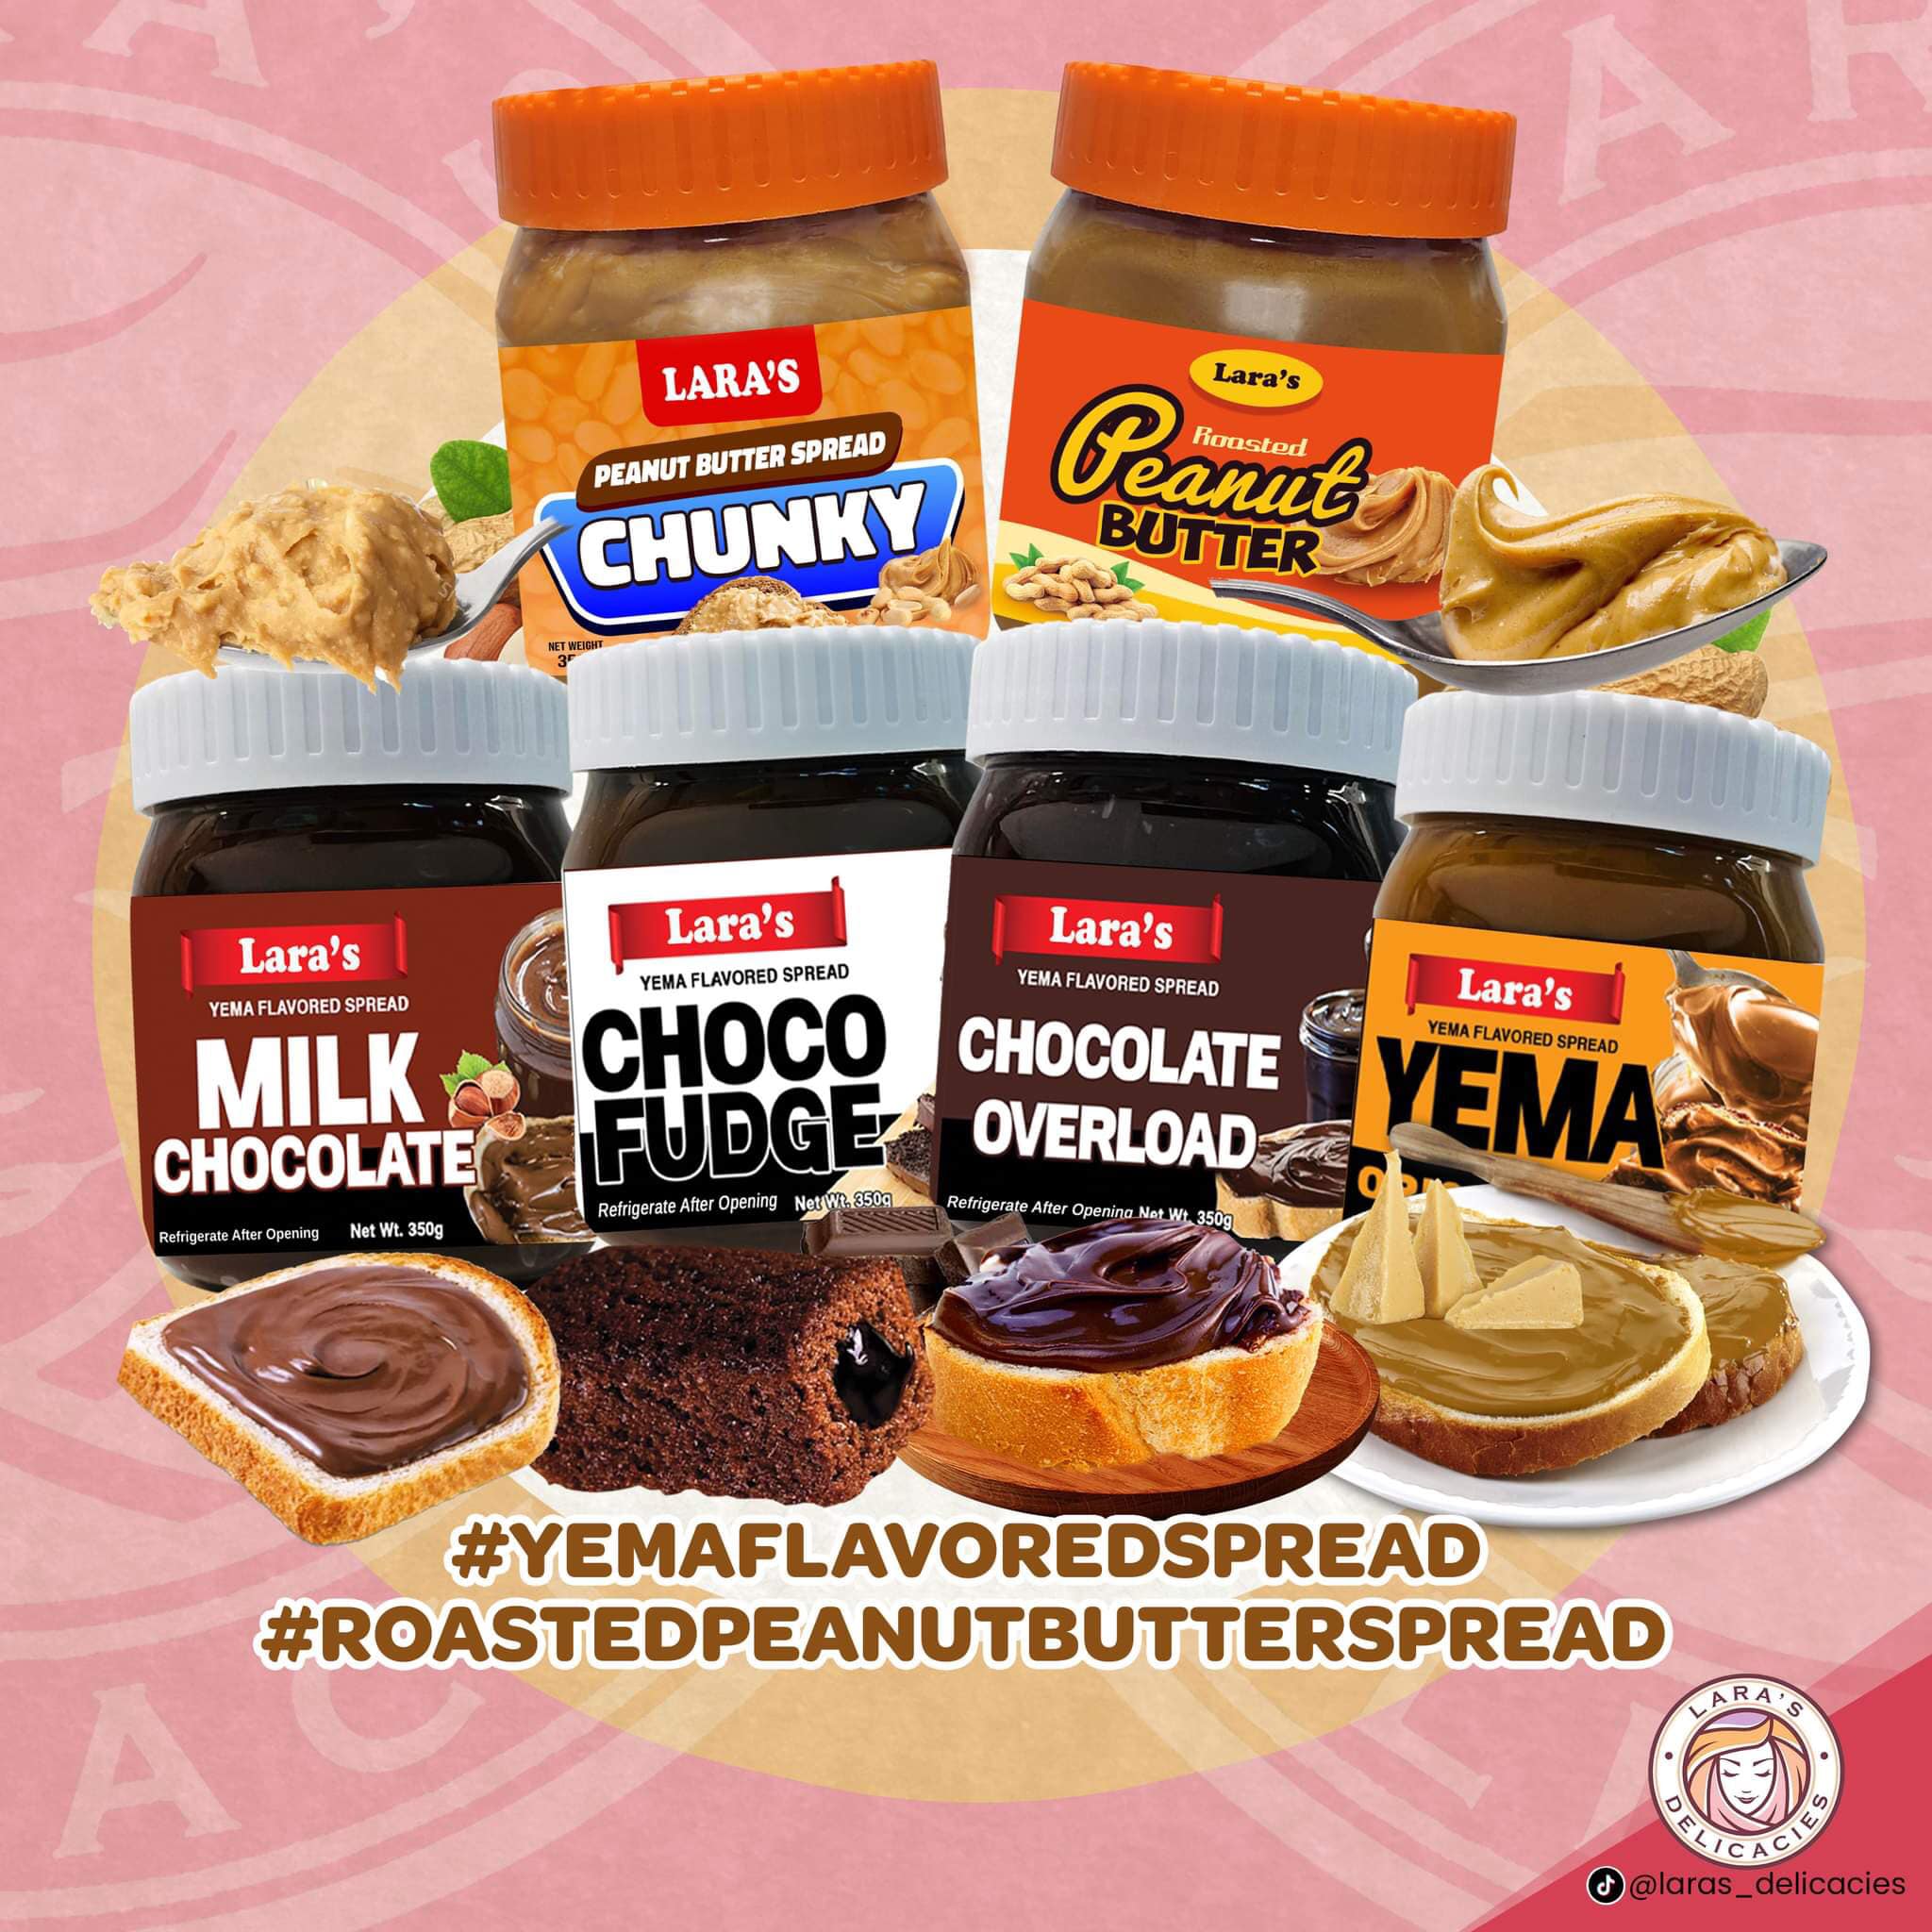 LARA'S
PEANUT BUTTER SPREAD
CHUNKY
NET WEIGHT
Lara's
Roasted
Peanut
BUTTER
Lara's
YEMA FLAVORED SPREAD
MILK
CHOCOLATE
Refrigerate After Opening Net Wt. 350g
Lara's
YEMA FLAVORED SPREAD
CHOCO
FUDGE
Refrigerate After Opening Net Wt. 350g
Lara's
YEMA FLAVORED SPREAD
CHOCOLATE
OVERLOAD
Refrigerate After Opening Net Wt. 350g
Lara's
YEMA FLAVORED SPREAD
YEMA
#YEMAFLAVOREDSPREAD
#ROASTEDPEANUTBUTTERSPREAD
LARA'S
DELICACIES
@laras_delicacies